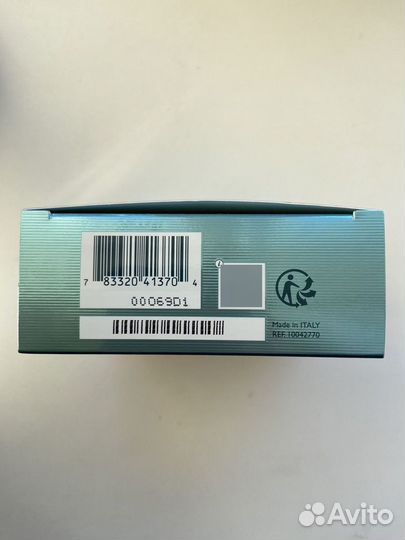 7 83320 41370 4
00069D1
i
Made in ITALY
REF. 10042770
Avito